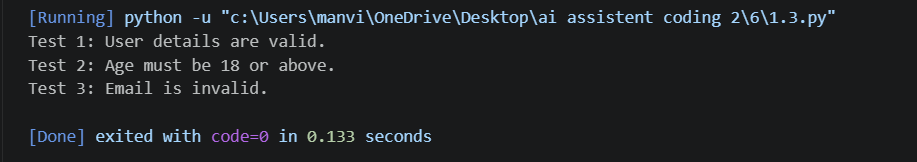 [Running] python -u "c:\Users\manvi\OneDrive\Desktop\ai assistent coding 2\6\1.3.py"
Test 1: User details are valid.
Test 2: Age must be 18 or above.
Test 3: Email is invalid.
[Done] exited with code=0 in 0.133 seconds